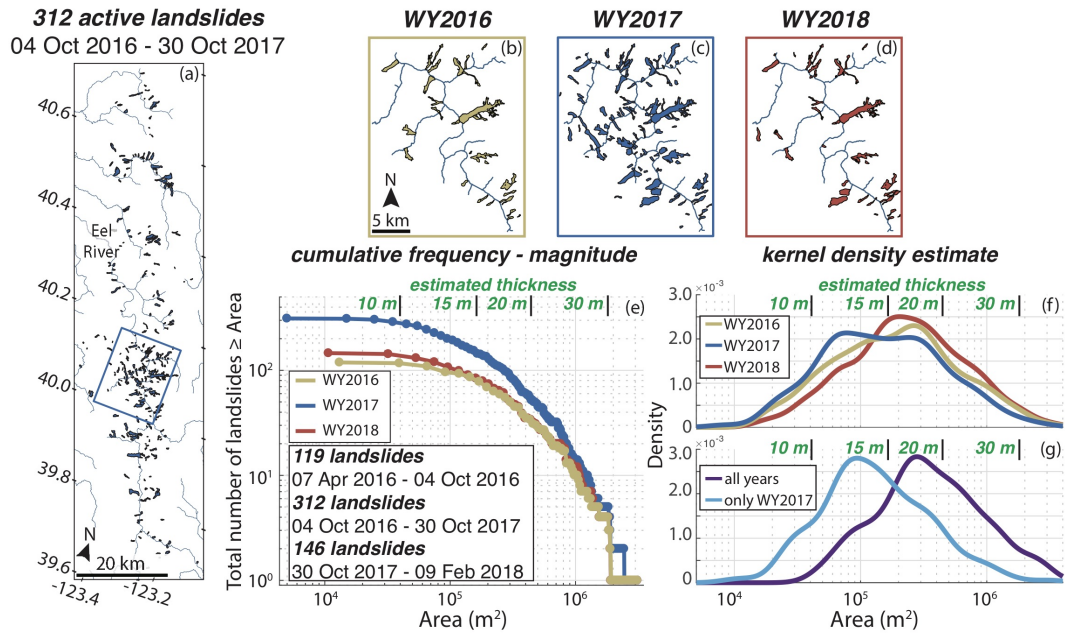 312 active landslides
04 Oct 2016 - 30 Oct 2017
(a)
40.6
40.4
Eel
River
40.2
40.0
39.8
39.6
N
20 km
-123.4
-123.2
WY2016
(b)
N
5 km
WY2017
(c)
WY2018
(d)
cumulative frequency - magnitude
estimated thickness
10 m
15 m
20 m
30 m
(e)
Total number of landslides ≥ Area
10²
10¹
10⁰
WY2016
WY2017
WY2018
119 landslides
07 Apr 2016 - 04 Oct 2016
312 landslides
04 Oct 2016 - 30 Oct 2017
146 landslides
30 Oct 2017 - 09 Feb 2018
10⁴
10⁵
10⁶
Area (m²)
kernel density estimate
estimated thickness
×10⁻³
10 m
15 m
20 m
30 m
(f)
3.0
2.0
1.0
0
WY2016
WY2017
WY2018
Density
×10⁻³
10 m
15 m
20 m
30 m
(g)
3.0
2.0
1.0
0
all years
only WY2017
10⁴
10⁵
10⁶
Area (m²)